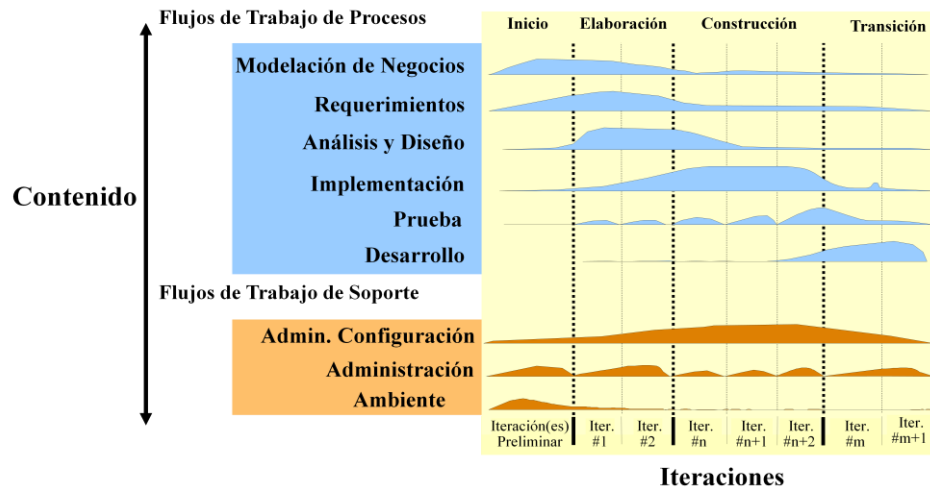 Flujos de Trabajo de Procesos
Inicio Elaboración Construcción Transición
Modelación de Negocios
Requerimientos
Análisis y Diseño
Implementación
Contenido
Prueba
Desarrollo
Flujos de Trabajo de Soporte
Admin. Configuración
Administración
Ambiente
Iteración(es) Iter. Iter. Iter. Iter. Iter. Iter. Iter.
Preliminar #1 #2 #n #n+1 #n+2 #m #m+1
Iteraciones